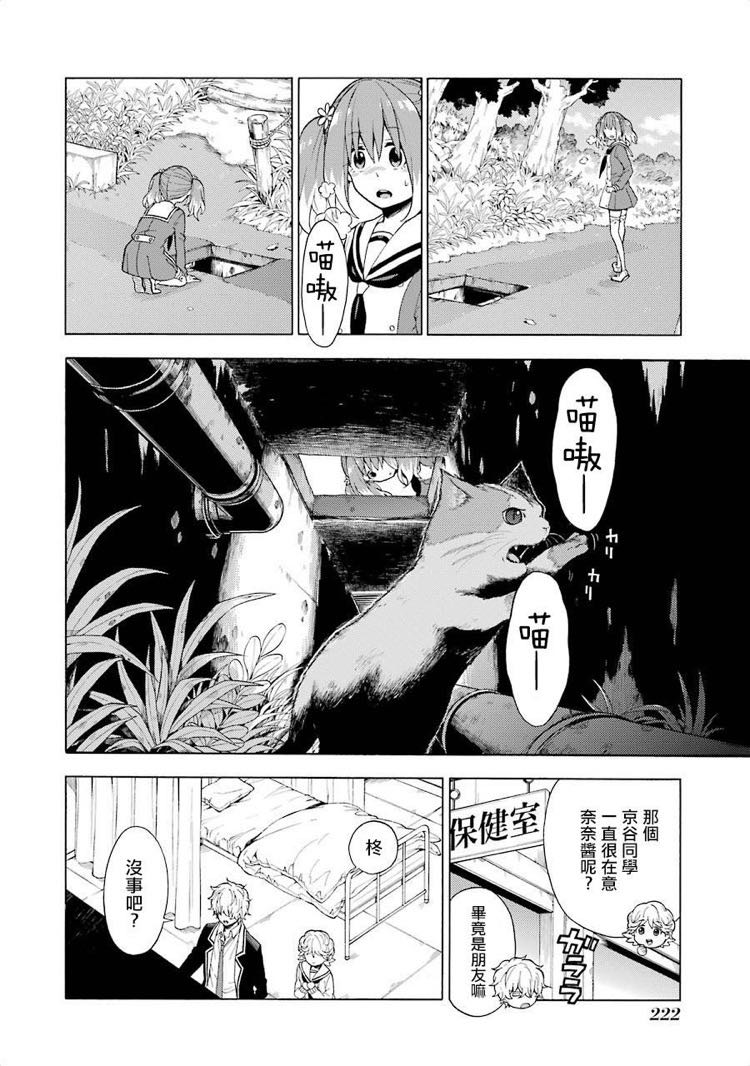 喵嗷—
喵嗷—
カリ
カリ
喵—
那個
京谷同學
一直很在意
奈奈醬呢？
保健室
畢竟是
朋友嘛
ガララ
柊
沒事吧？
222